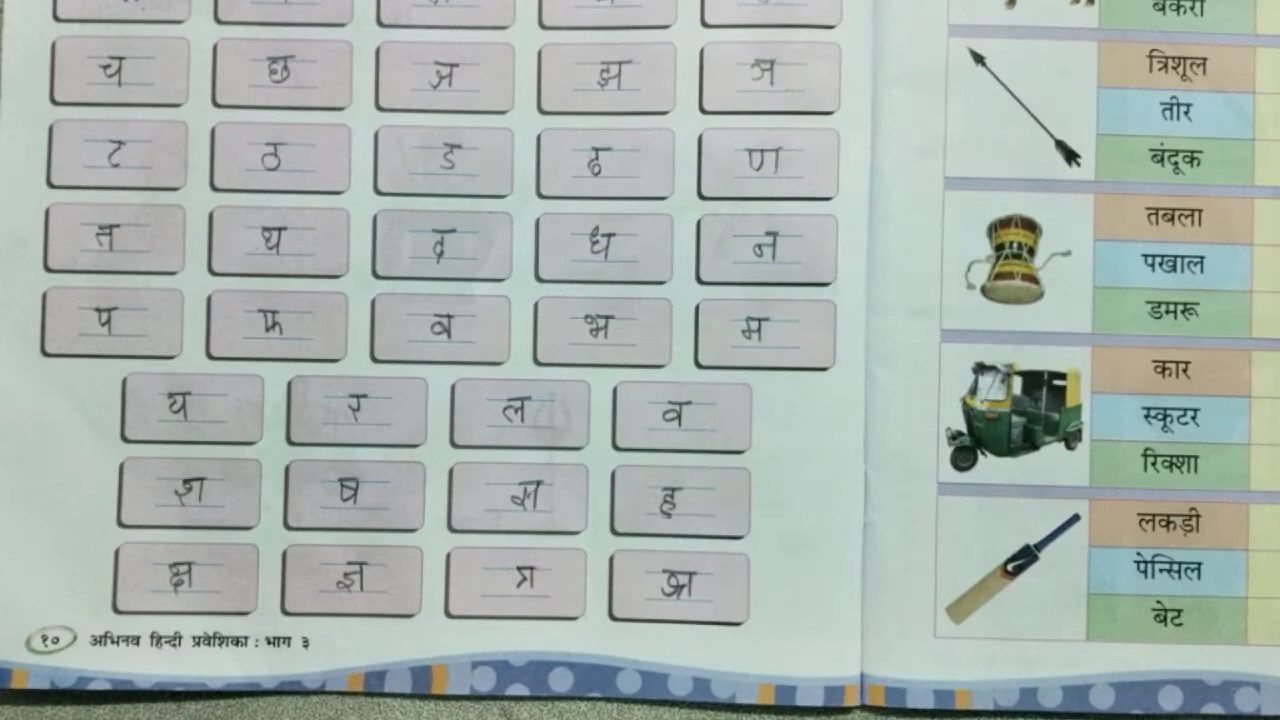 च छ ज झ ञ
ट ठ ड ढ ण
त थ द ध न
प फ ब भ म
य र ल व
श ष स ह
क्ष ज्ञ त्र श्र
१० अभिनव हिन्दी प्रवेशिका : भाग ३
बकरी
त्रिशूल
तीर
बंदूक
तबला
पखाल
डमरू
कार
स्कूटर
रिक्शा
लकड़ी
पेन्सिल
बेट